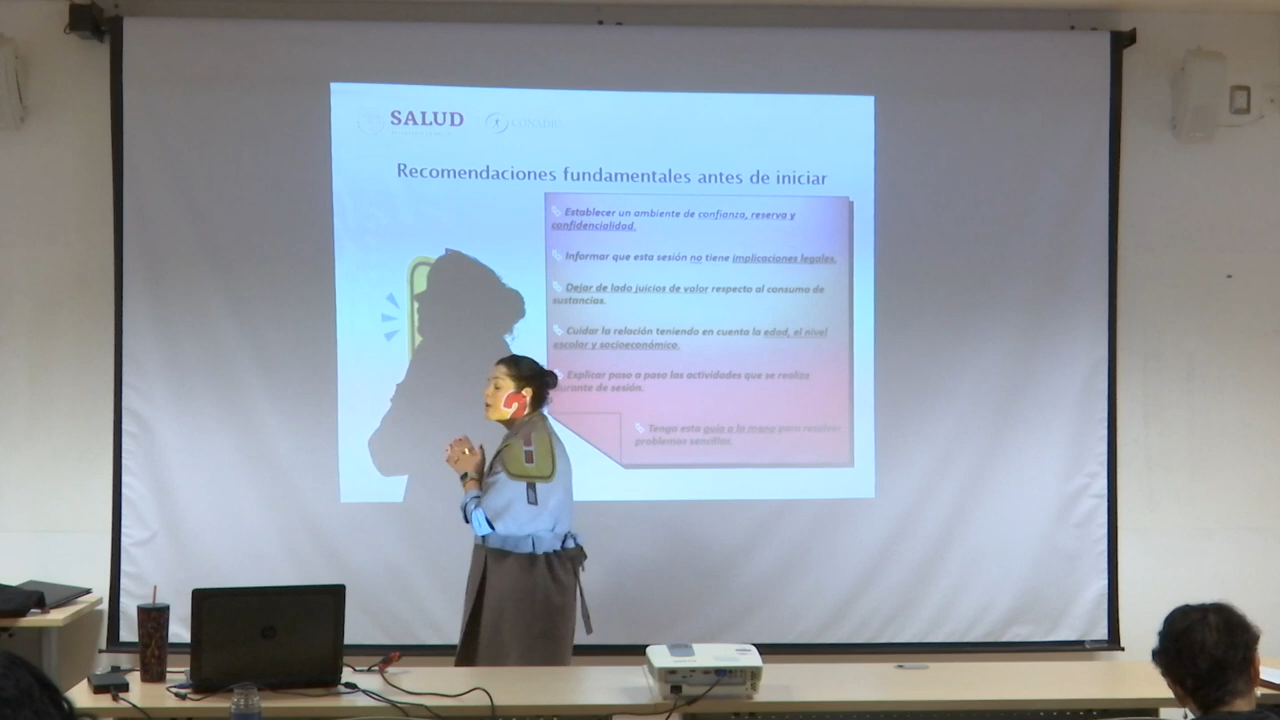 SALUD
CONADIC
Recomendaciones fundamentales antes de iniciar
Establecer un ambiente de confianza, reserva y
confidencialidad.
Informar que esta sesión no tiene implicaciones legales.
Dejar de lado juicios de valor respecto al consumo de
sustancias.
Cuidar la relación teniendo en cuenta la edad, el nivel
escolar y socioeconómico.
Explicar paso a paso las actividades que se realiza
durante de sesión.
Tenga esta guía a la mano para resolver
problemas sencillos.